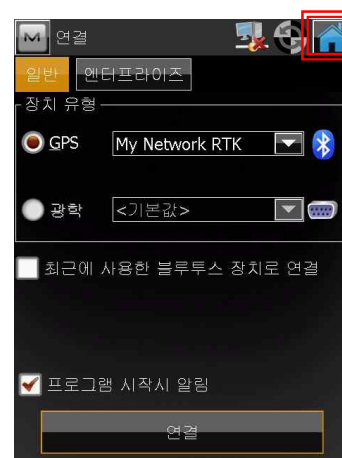 연결
일반 엔터프라이즈
장치 유형
GPS My Network RTK
광학 <기본값>
최근에 사용한 블루투스 장치로 연결
프로그램 시작시 알림
연결